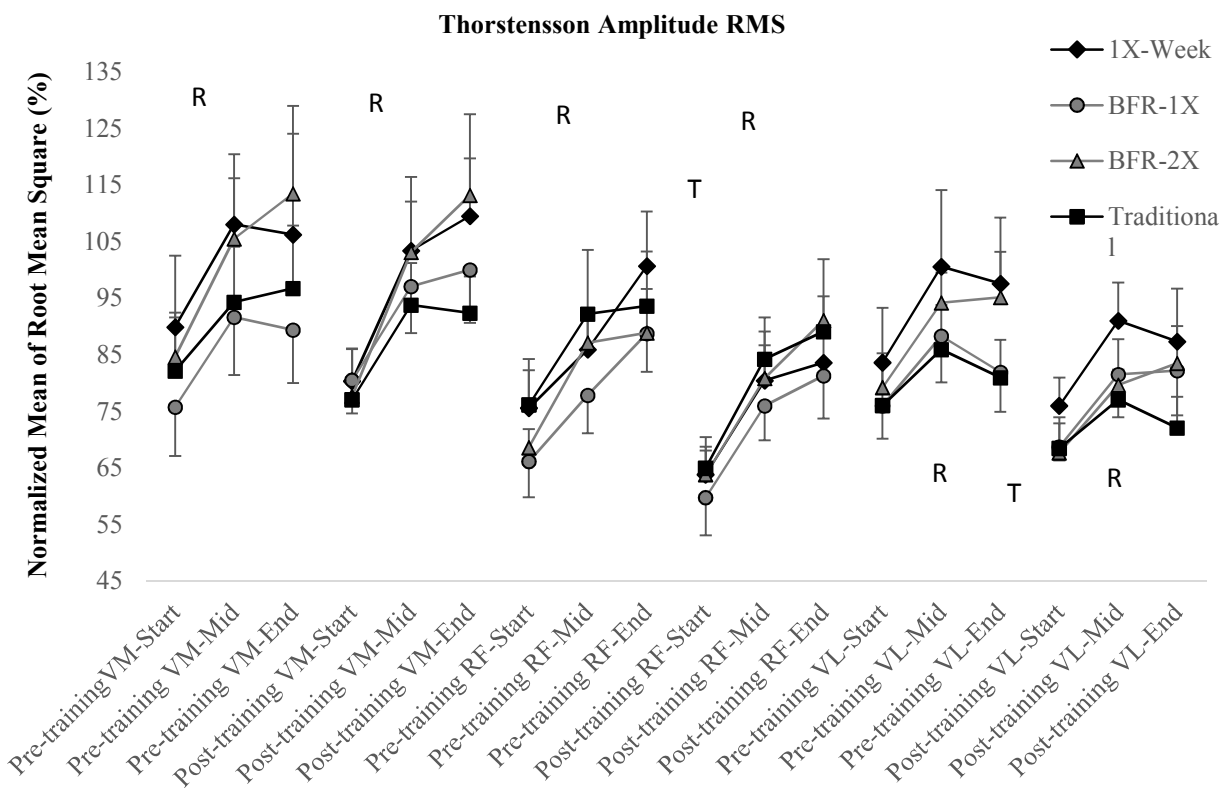 Thorstensson Amplitude RMS
Normalized Mean of Root Mean Square (%)
135
125
115
105
95
85
75
65
55
45
R
R
R
R
T
R
T
R
1X-Week
BFR-1X
BFR-2X
Traditiona
l
Pre-training VM-Start
Pre-training VM-Mid
Pre-training VM-End
Post-training VM-Start
Post-training VM-Mid
Post-training VM-End
Pre-training RF-Start
Pre-training RF-Mid
Pre-training RF-End
Post-training RF-Start
Post-training RF-Mid
Post-training RF-End
Pre-training VL-Start
Pre-training VL-Mid
Pre-training VL-End
Post-training VL-Start
Post-training VL-Mid
Post-training VL-End